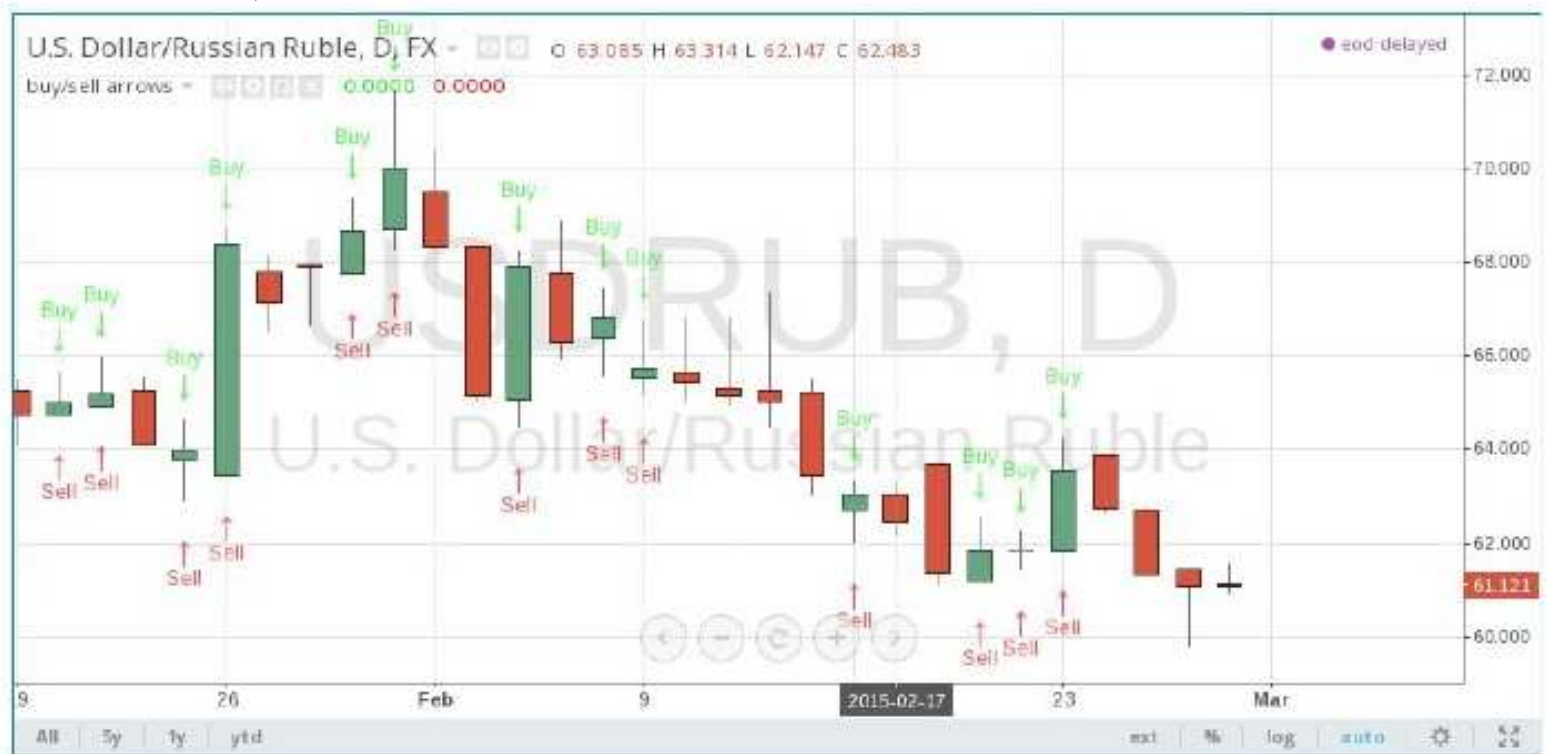 U.S. Dollar/Russian Ruble, D, FX O 63.085 H 63.314 L 62.147 C 62.483
eod-delayed
buy/sell arrows 0.0000 0.0000
USDRUB, D
U.S. Dollar/Russian Ruble
Buy
Buy
Buy
Buy
Buy
Buy
Buy
Buy
Buy
Buy
Buy
Buy
Buy
Sell
Sell
Sell
Sell
Sell
Sell
Sell
Sell
Sell
Sell
Sell
Sell
Sell
72.000
70.000
68.000
66.000
64.000
62.000
61.121
60.000
9 26 Feb 9 2015-02-17 23 Mar
All 5y 1y ytd ext % log auto